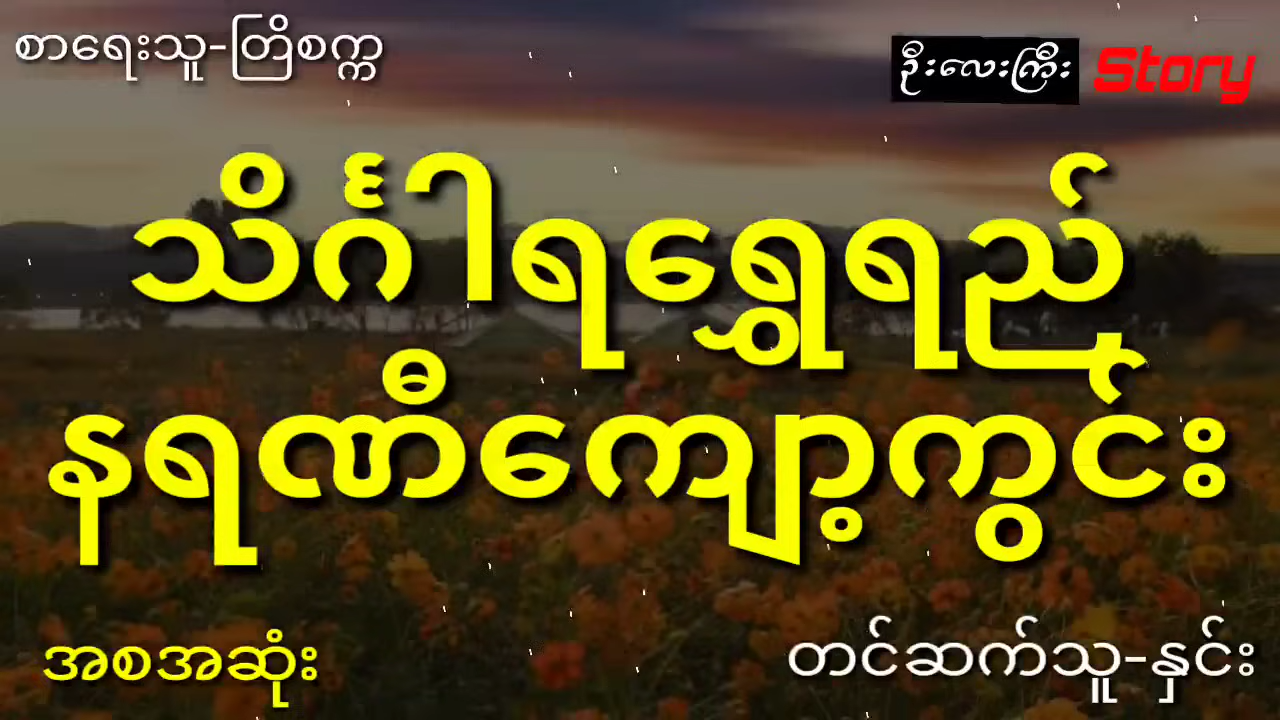 စာရေးသူ-တြိစက္က
ဦးလေးကြီး Story
သိင်္ဂါရရွှေရည်
နရဏီကျော့ကွင်း
အစအဆုံး
တင်ဆက်သူ-နှင်း